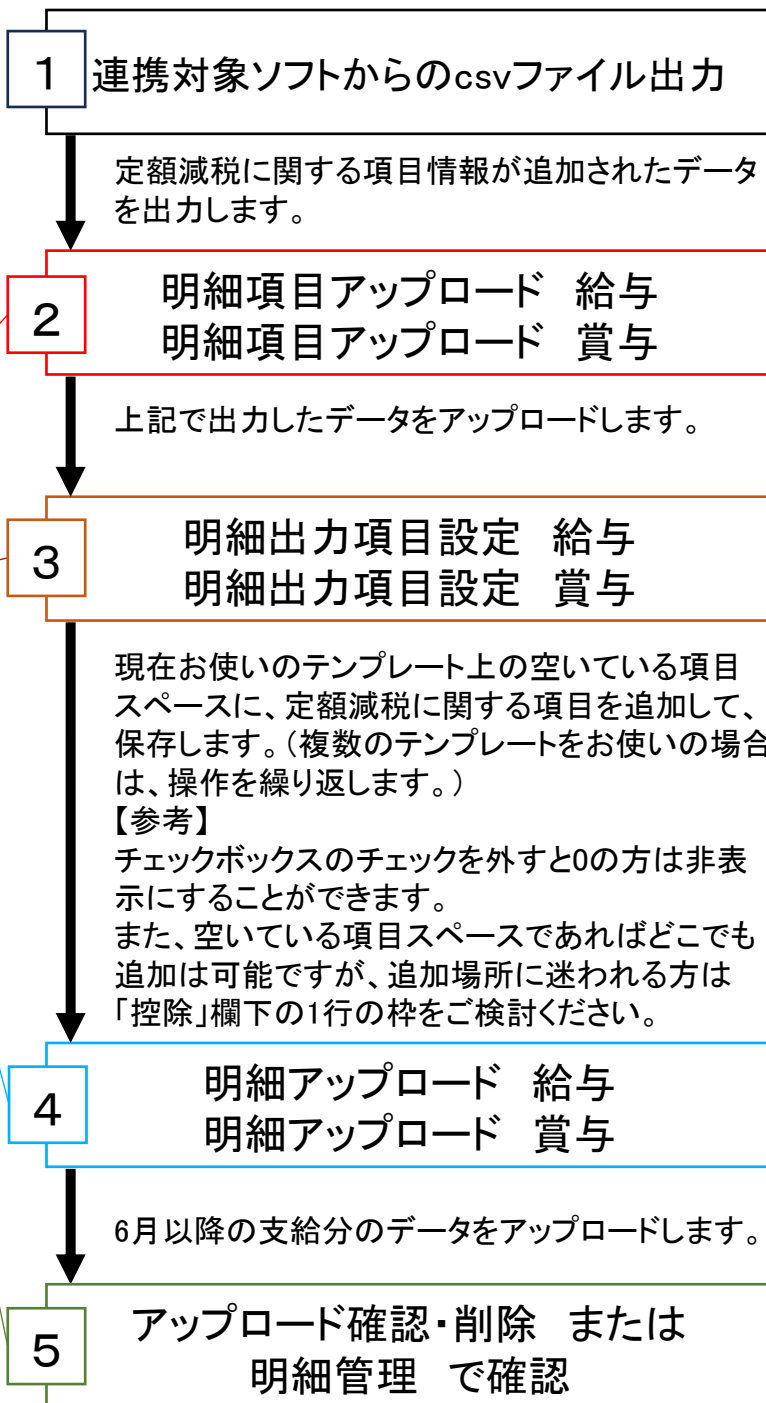 1 連携対象ソフトからのcsvファイル出力
定額減税に関する項目情報が追加されたデータ
を出力します。
明細項目アップロード 給与
2
明細項目アップロード 賞与
上記で出力したデータをアップロードします。
明細出力項目設定 給与
3
明細出力項目設定 賞与
現在お使いのテンプレート上の空いている項目
スペースに、定額減税に関する項目を追加して、
保存します。(複数のテンプレートをお使いの場合
は、操作を繰り返します。)
【参考】
チェックボックスのチェックを外すと0の方は非表
示にすることができます。
また、空いている項目スペースであればどこでも
追加は可能ですが、追加場所に迷われる方は
「控除」欄下の1行の枠をご検討ください。
明細アップロード 給与
4
明細アップロード 賞与
6月以降の支給分のデータをアップロードします。
アップロード確認・削除 または
5
明細管理 で確認